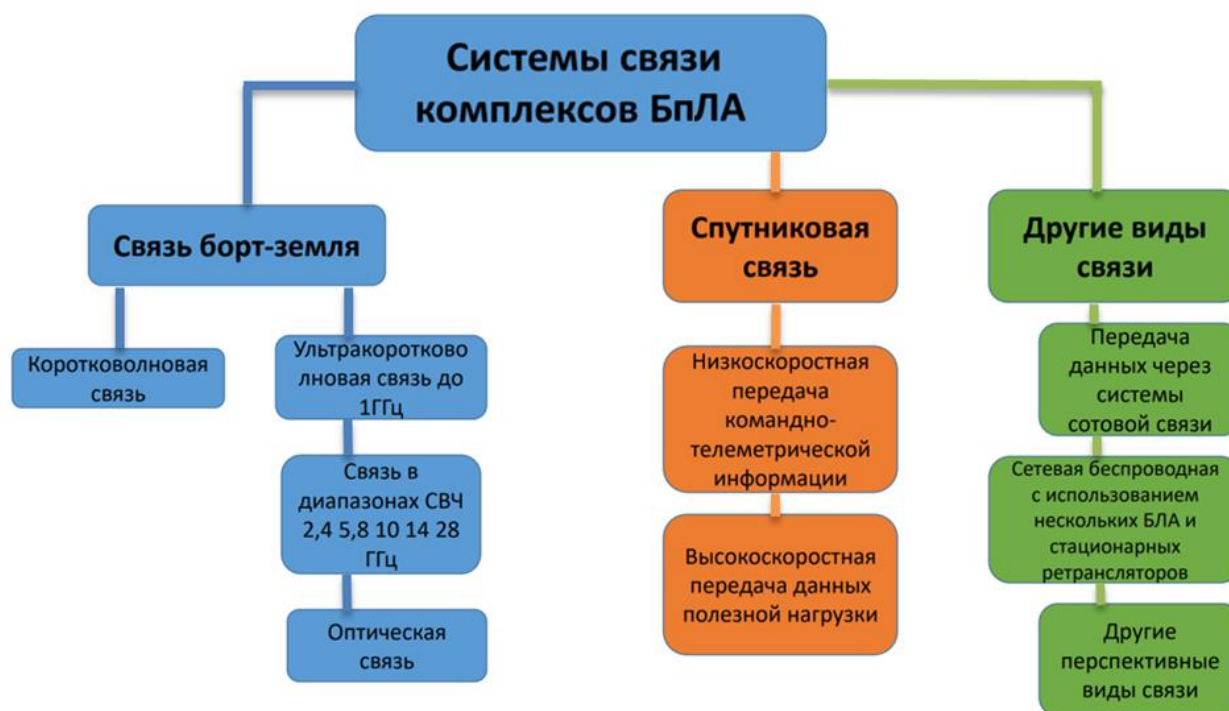 Системы связи
комплексов БпЛА
Связь борт-земля
Коротковолновая
связь
Ультракоротково
лновая связь до
1ГГц
Связь в
диапазонах СВЧ
2,4 5,8 10 14 28
ГГц
Оптическая
связь
Спутниковая
связь
Низкоскоростная
передача
командно-
телеметрической
информации
Высокоскоростная
передача данных
полезной нагрузки
Другие виды
связи
Передача
данных через
системы
сотовой связи
Сетевая беспроводная
с использованием
нескольких БЛА и
стационарных
ретрансляторов
Другие
перспективные
виды связи